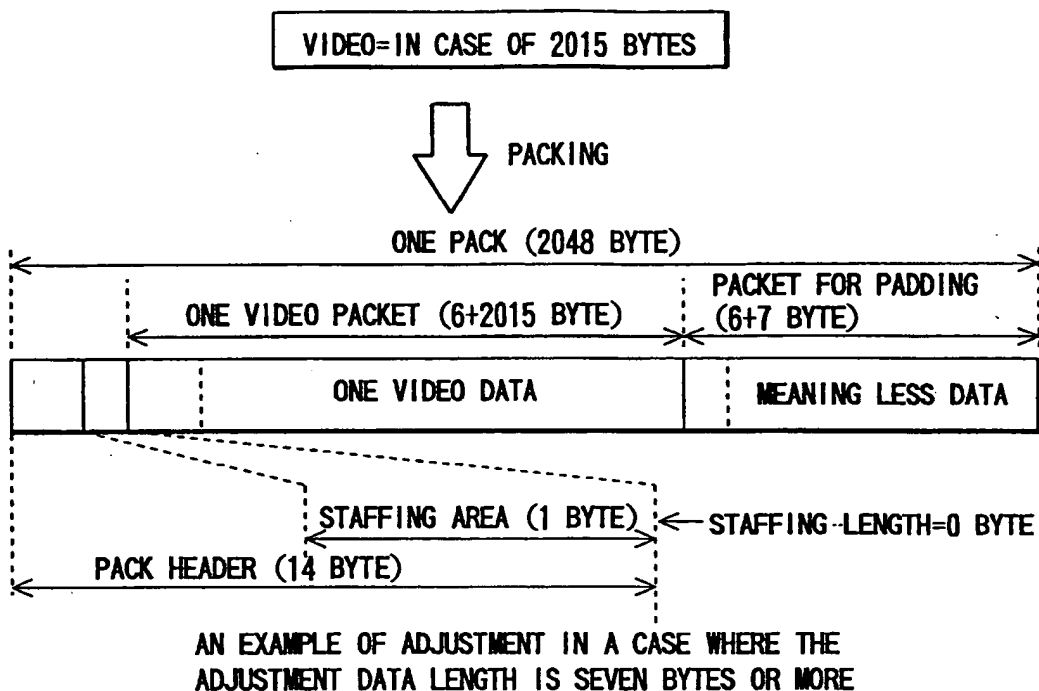 VIDEO=IN CASE OF 2015 BYTES
PACKING
ONE PACK (2048 BYTE)
ONE VIDEO PACKET (6+2015 BYTE)
PACKET FOR PADDING
(6+7 BYTE)
ONE VIDEO DATA
MEANING LESS DATA
STAFFING AREA (1 BYTE)
STAFFING LENGTH=0 BYTE
PACK HEADER (14 BYTE)
AN EXAMPLE OF ADJUSTMENT IN A CASE WHERE THE
ADJUSTMENT DATA LENGTH IS SEVEN BYTES OR MORE